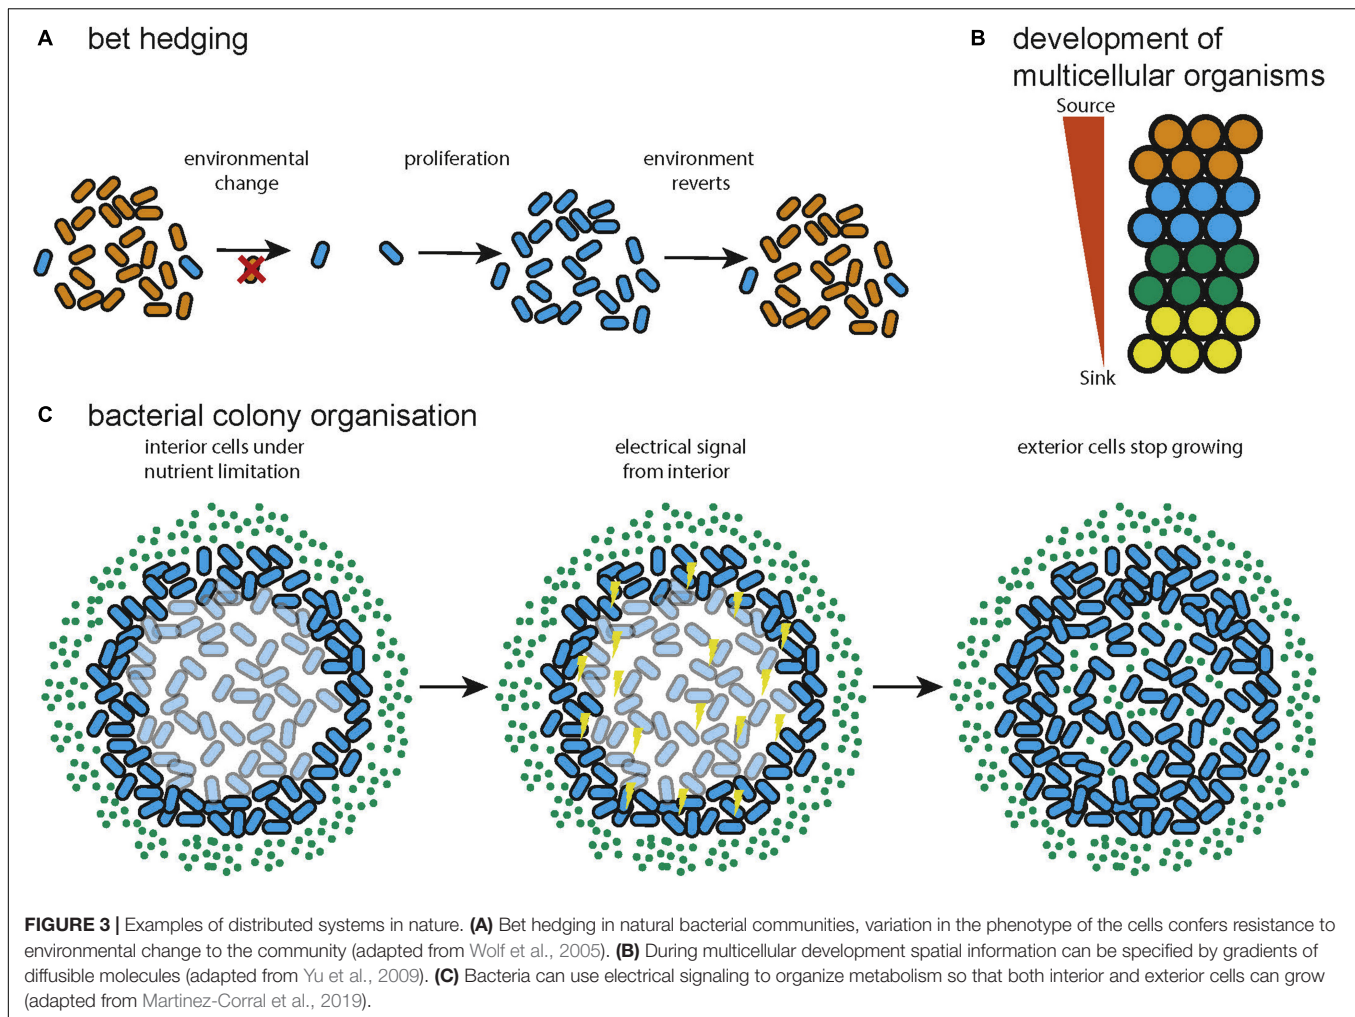 A bet hedging
environmental
change
proliferation
environment
reverts
B development of
multicellular organisms
Source
Sink
C bacterial colony organisation
interior cells under
nutrient limitation
electrical signal
from interior
exterior cells stop growing
FIGURE 3 | Examples of distributed systems in nature. (A) Bet hedging in natural bacterial communities, variation in the phenotype of the cells confers resistance to
environmental change to the community (adapted from Wolf et al., 2005). (B) During multicellular development spatial information can be specified by gradients of
diffusible molecules (adapted from Yu et al., 2009). (C) Bacteria can use electrical signaling to organize metabolism so that both interior and exterior cells can grow
(adapted from Martinez-Corral et al., 2019).